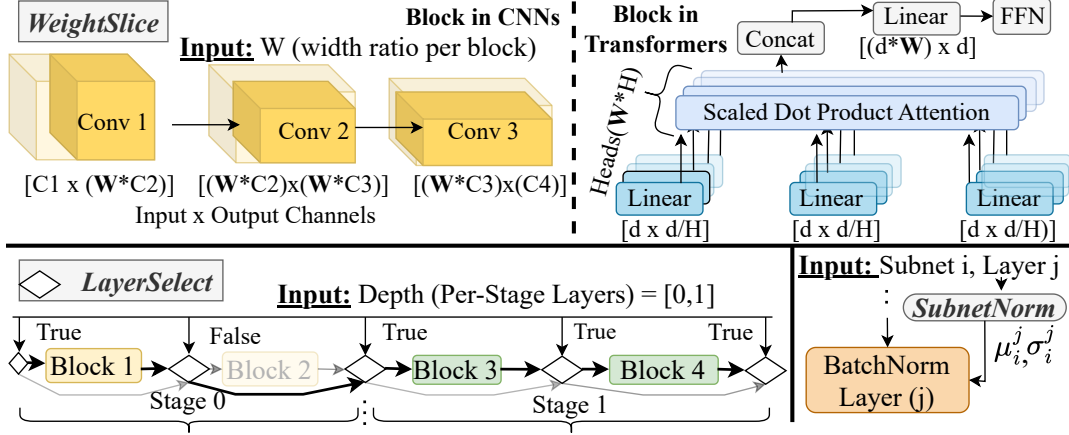 WeightSlice
Block in CNNs
Input: W (width ratio per block)
Conv 1
Conv 2
Conv 3
[C1 x (W*C2)]
[(W*C2)x(W*C3)]
[(W*C3)x(C4)]
Input x Output Channels
Block in
Transformers
Concat
Linear
FFN
[(d*W) x d]
Heads(W*H)
Scaled Dot Product Attention
Linear
Linear
Linear
[d x d/H]
[d x d/H]
[d x d/H)]
LayerSelect
Input: Depth (Per-Stage Layers) = [0,1]
True
False
True
True
True
Block 1
Block 2
Block 3
Block 4
Stage 0
Stage 1
Input: Subnet i, Layer j
SubnetNorm
μ_i^j,σ_i^j
BatchNorm
Layer (j)